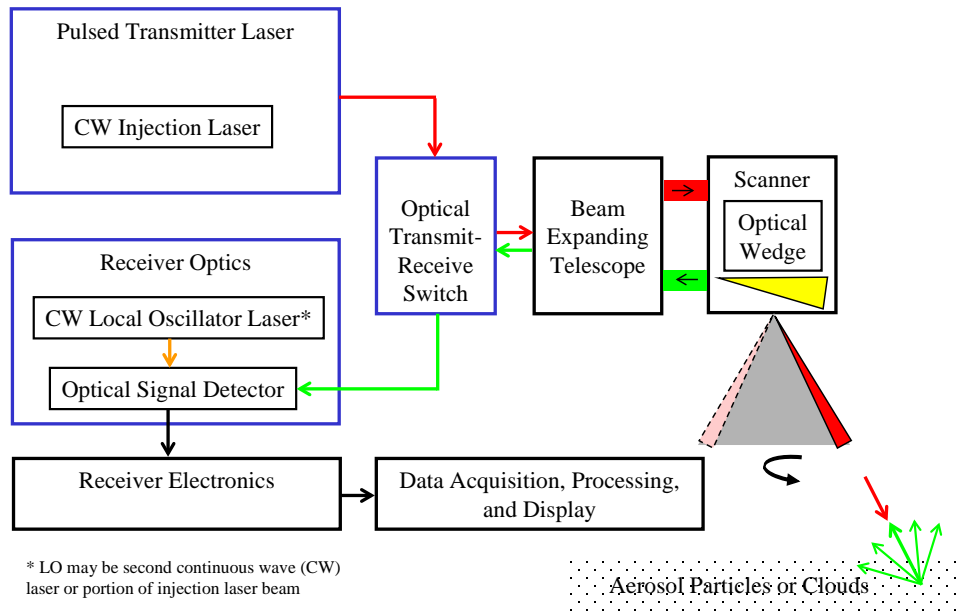 Pulsed Transmitter Laser
CW Injection Laser
Optical
Transmit-
Receive
Switch
Beam
Expanding
Telescope
Scanner
Optical
Wedge
Receiver Optics
CW Local Oscillator Laser*
Optical Signal Detector
Receiver Electronics
Data Acquisition, Processing,
and Display
* LO may be second continuous wave (CW)
laser or portion of injection laser beam
Aerosol Particles or Clouds